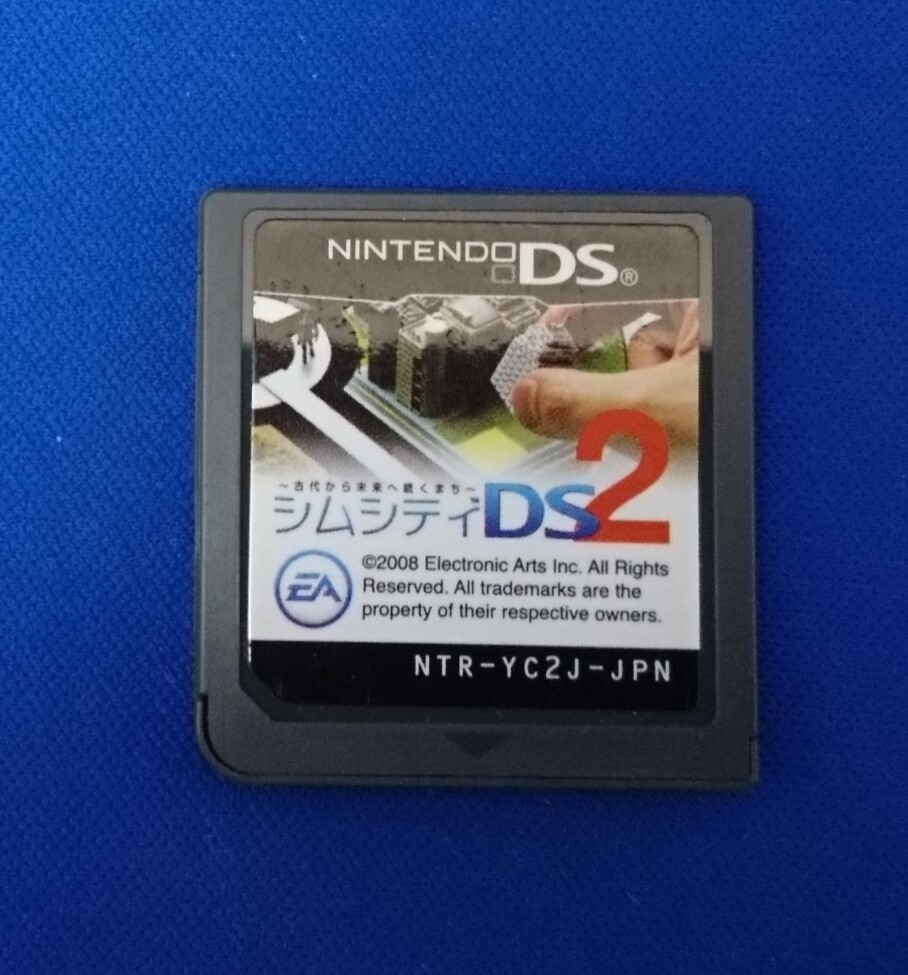 NINTENDO DS®
～古代から未来へ続くまち～
シムシティDS2
EA
©2008 Electronic Arts Inc. All Rights
Reserved. All trademarks are the
property of their respective owners.
NTR-YC2J-JPN